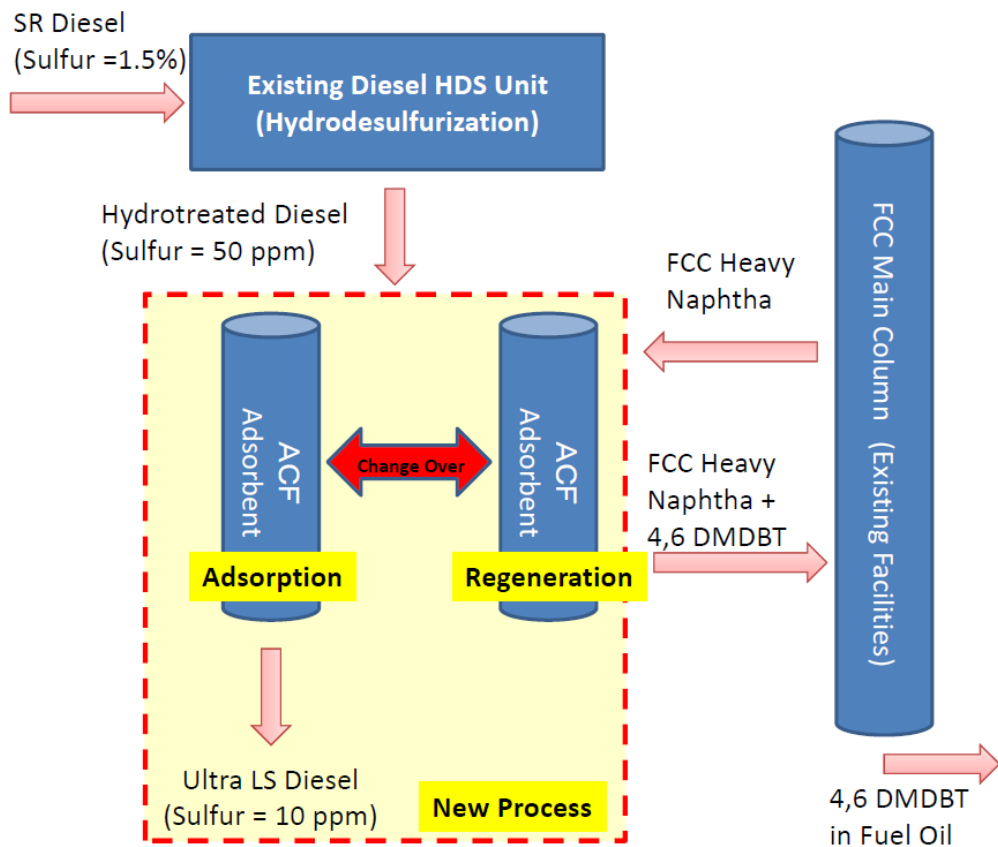 SR Diesel
(Sulfur =1.5%)
Existing Diesel HDS Unit
(Hydrodesulfurization)
Hydrotreated Diesel
(Sulfur = 50 ppm)
FCC Heavy
Naphtha
FCC Main Column (Existing Facilities)
ACF
Adsorbent
Change Over
ACF
Adsorbent
FCC Heavy
Naphtha +
4,6 DMDBT
Adsorption
Regeneration
Ultra LS Diesel
(Sulfur = 10 ppm)
New Process
4,6 DMDBT
in Fuel Oil